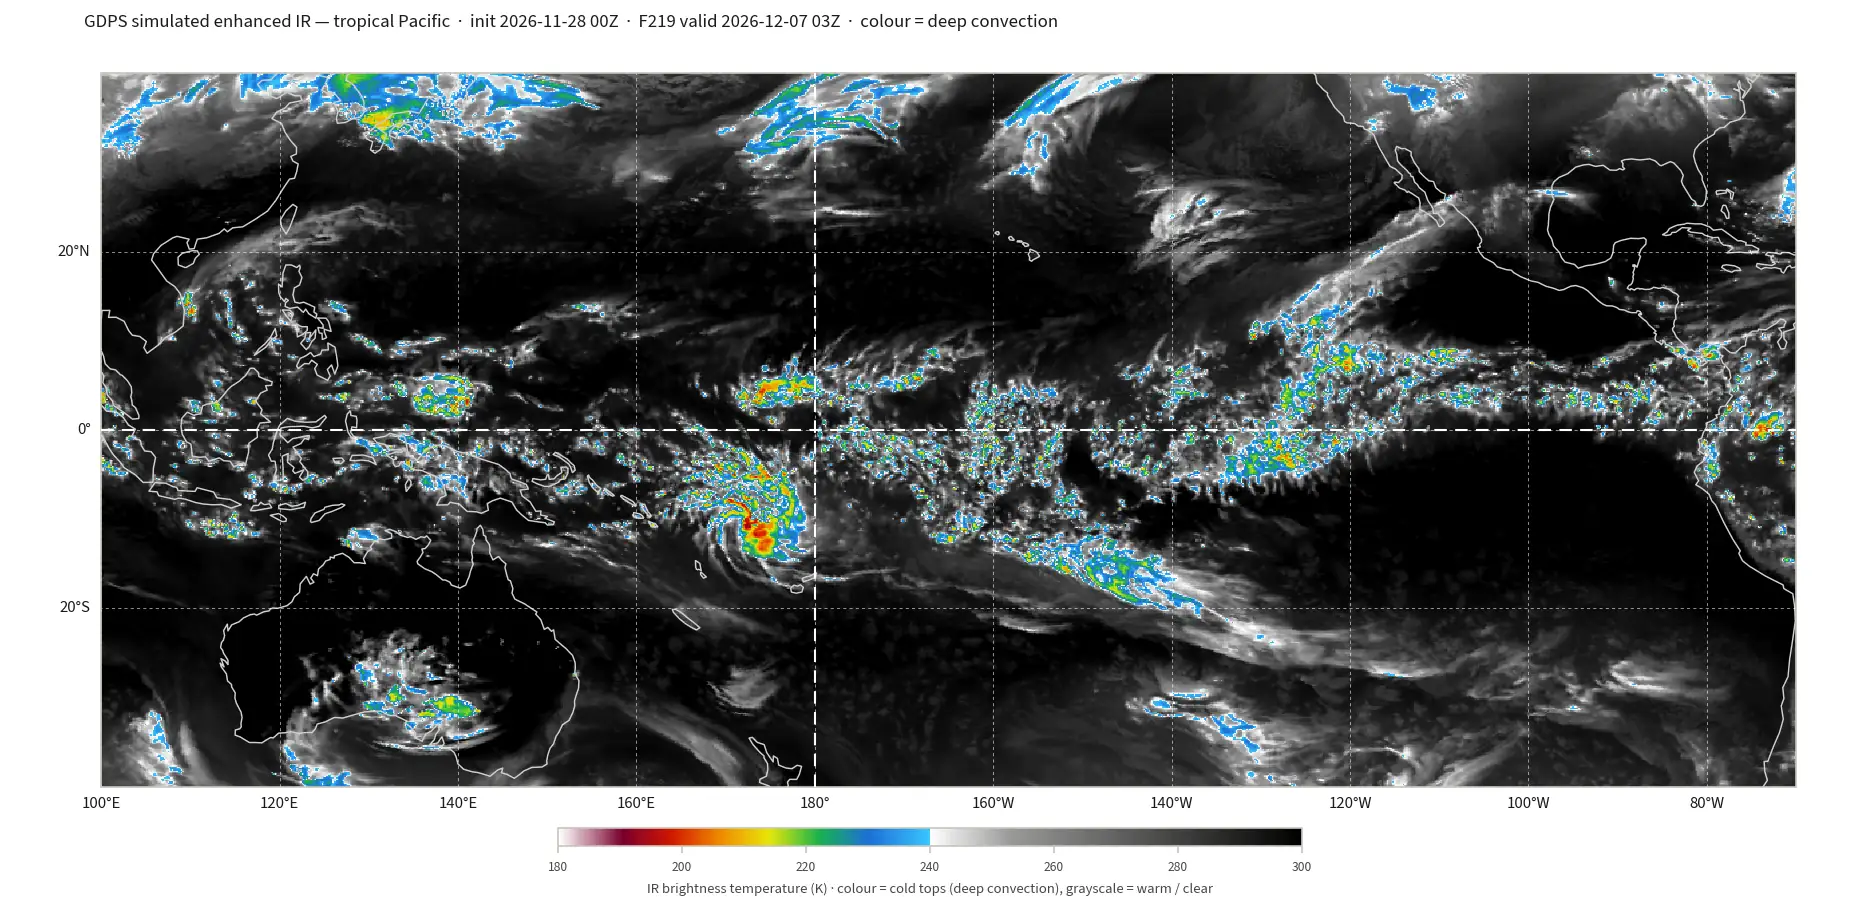 GDPS simulated enhanced IR — tropical Pacific · init 2026-11-28 00Z · F219 valid 2026-12-07 03Z · colour = deep convection
20°N
0°
20°S
100°E 120°E 140°E 160°E 180° 160°W 140°W 120°W 100°W 80°W
180 200 220 240 260 280 300
IR brightness temperature (K) · colour = cold tops (deep convection), grayscale = warm / clear